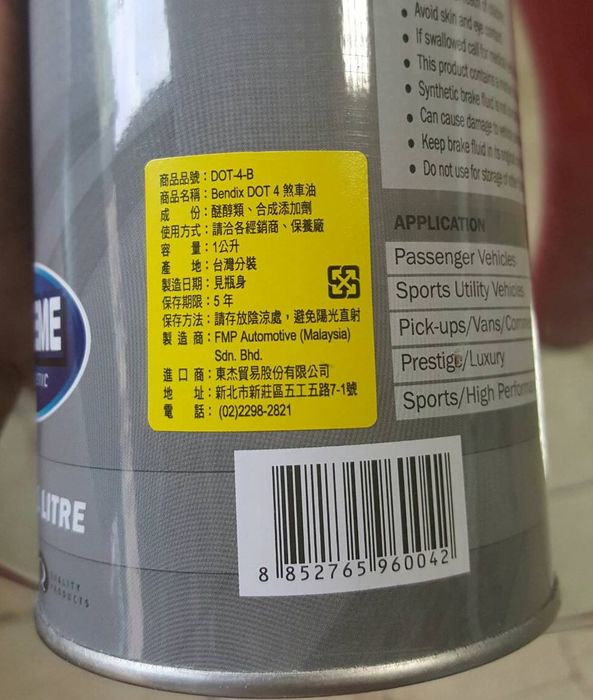 Avoid skin and eye
If swallowed call for
This product contains a
Synthetic brake fluid is
Can cause damage to
Keep brake fluid in its
Do not use for storage of
APPLICATION
Passenger Vehicles
Sports Utility Vehicles
Pick-ups/Vans/Comm
Prestige/Luxury
Sports/High Performa
商品品號：DOT-4-B
商品名稱：Bendix DOT 4 煞車油
成　　份：醚醇類、合成添加劑
使用方式：請洽各經銷商、保養廠
容　　量：1公升
產　　地：台灣分裝
製造日期：見瓶身
保存期限：5 年
保存方法：請存放陰涼處，避免陽光直射
製 造 商：FMP Automotive (Malaysia)
Sdn. Bhd.
進 口 商：東杰貿易股份有限公司
地　　址：新北市新莊區五工五路7-1號
電　　話：(02)2298-2821
EME
LITRE
8 852765 960042